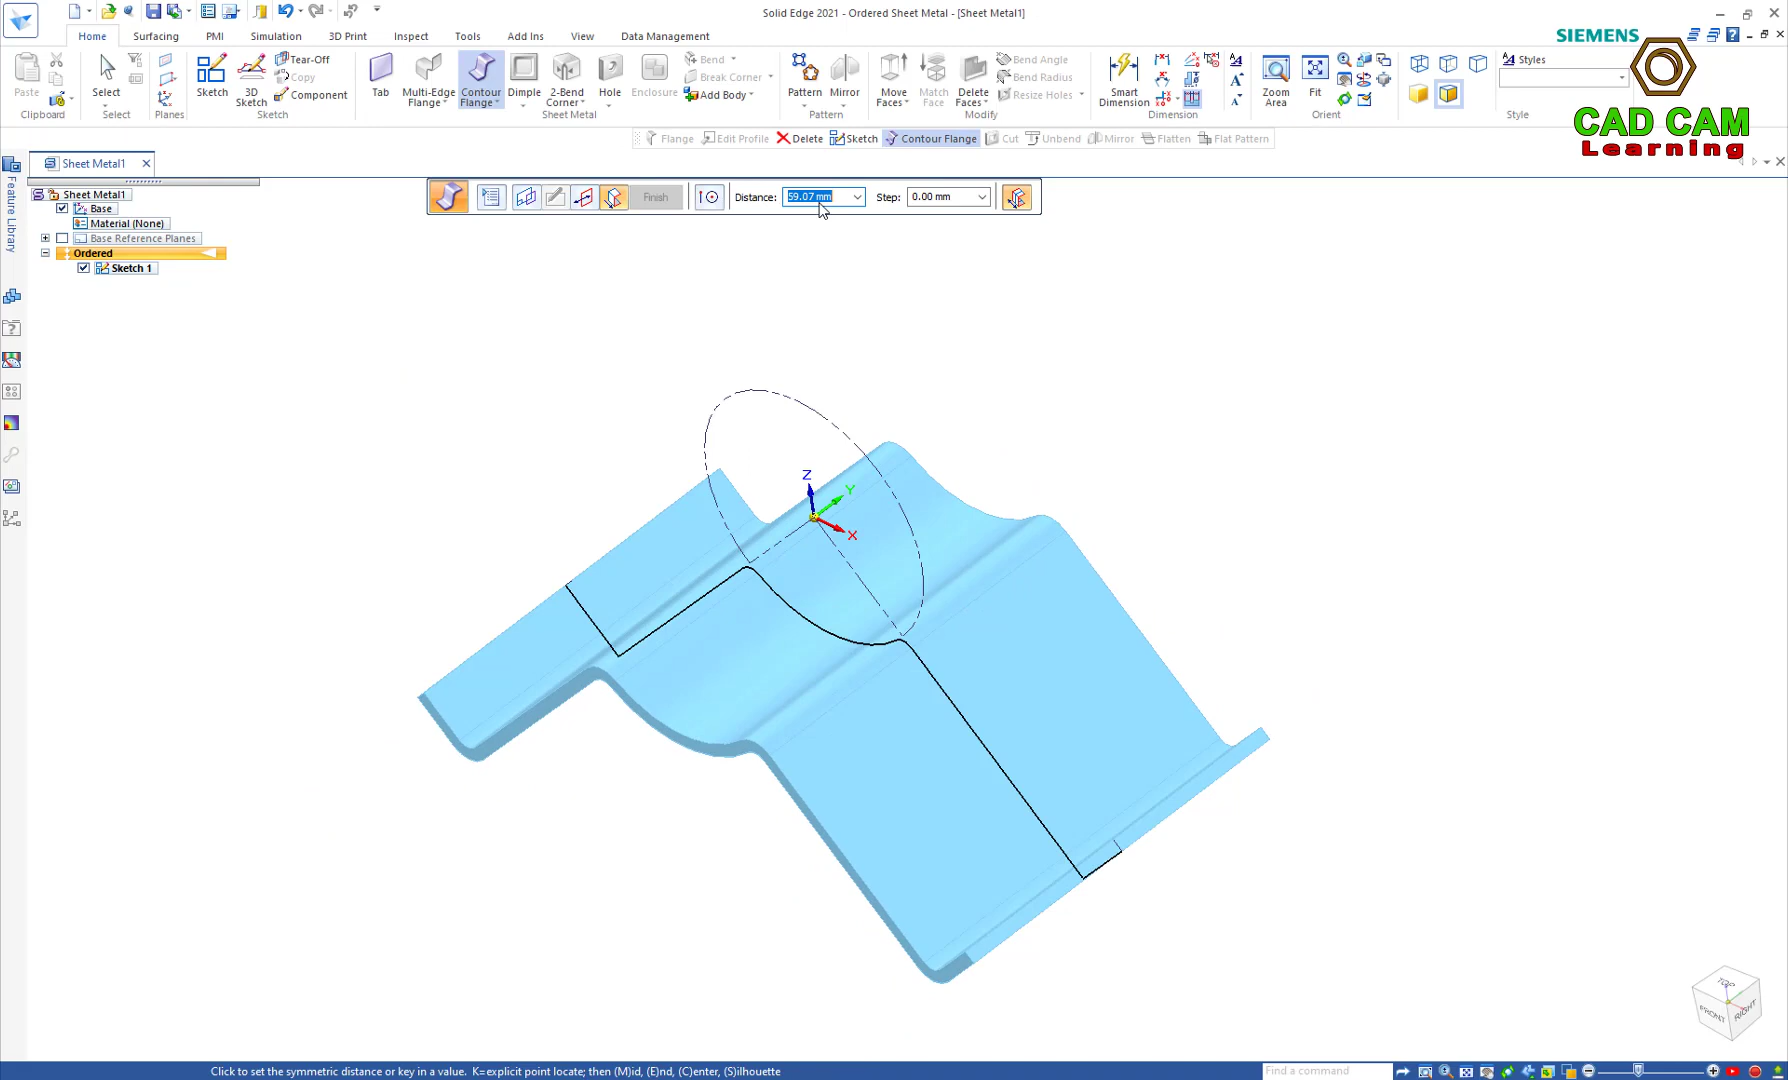 Solid Edge 2021 - Ordered Sheet Metal - [Sheet Metal1]
Home Surfacing PMI Simulation 3D Print Inspect Tools Add Ins View Data Management
SIEMENS
CAD CAM
Learning
Paste
Clipboard
Select
Select
Planes
Sketch
3D
Sketch
Tear-Off
Copy
Component
Sketch
Tab
Multi-Edge
Flange
Contour
Flange
Dimple
2-Bend
Corner
Hole
Enclosure
Bend
Break Corner
Add Body
Sheet Metal
Pattern
Mirror
Pattern
Move
Faces
Match
Face
Delete
Faces
Bend Angle
Bend Radius
Resize Holes
Modify
Smart
Dimension
Dimension
Zoom
Area
Fit
Orient
Styles
Style
Flange Edit Profile Delete Sketch Contour Flange Cut Unbend Mirror Flatten Flat Pattern
Sheet Metal1
Feature Library
Sheet Metal1
Base
Material (None)
Base Reference Planes
Ordered
Sketch 1
Finish Distance: 59.07 mm Step: 0.00 mm
Z
Y
X
TOP
FRONT
RIGHT
Click to set the symmetric distance or key in a value. K=explicit point locate; then (M)id, (E)nd, (C)enter, (S)ilhouette
Find a command